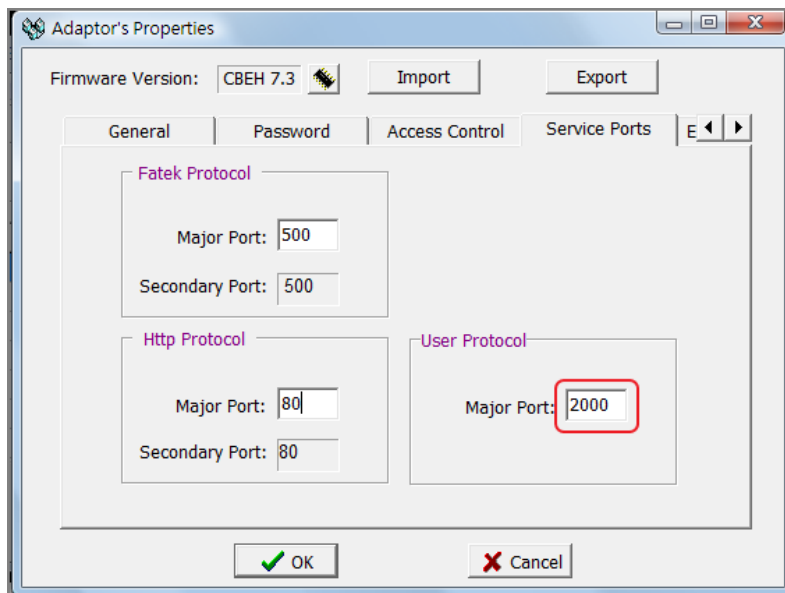 Adaptor's Properties
Firmware Version: CBEH 7.3 Import Export
General Password Access Control Service Ports E
Fatek Protocol
Major Port: 500
Secondary Port: 500
Http Protocol
Major Port: 80
Secondary Port: 80
User Protocol
Major Port: 2000
OK Cancel